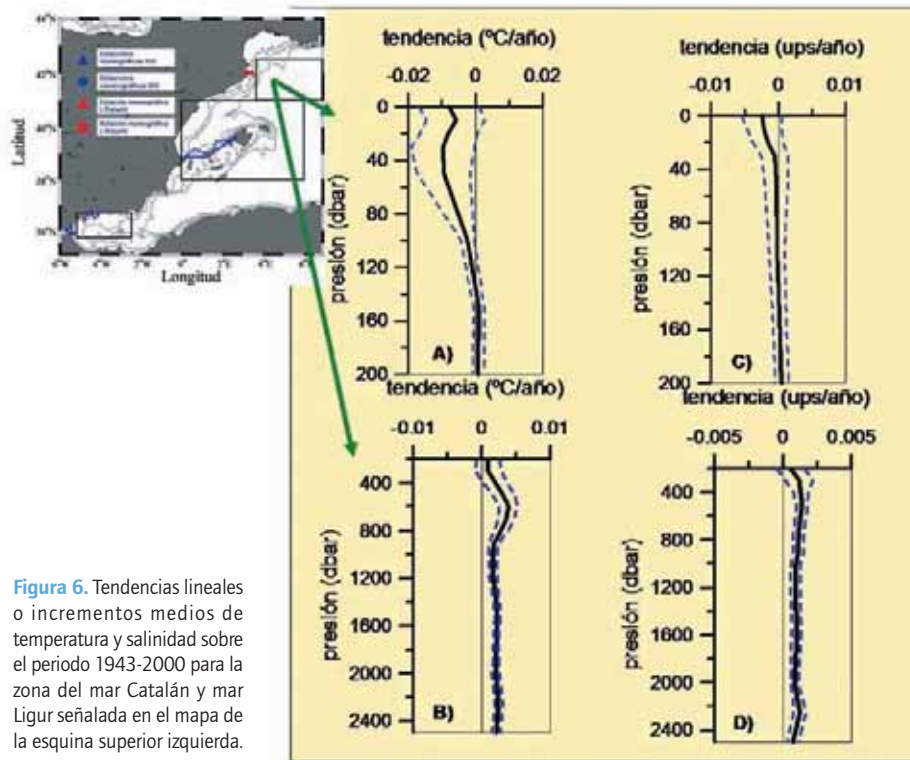 tendencia (ºC/año)
-0.02 0 0.02
0
40
80
120
160
200
presión (dbar)
A)
tendencia (ups/año)
-0.01 0 0.01
0
40
80
120
160
200
presión (dbar)
C)
tendencia (ºC/año)
-0.01 0 0.01
400
800
1200
1600
2000
2400
presión (dbar)
B)
tendencia (ups/año)
-0.005 0 0.005
400
800
1200
1600
2000
2400
presión (dbar)
D)
Latitud
Longitud
Figura 6. Tendencias lineales
o incrementos medios de
temperatura y salinidad sobre
el periodo 1943-2000 para la
zona del mar Catalán y mar
Ligur señalada en el mapa de
la esquina superior izquierda.